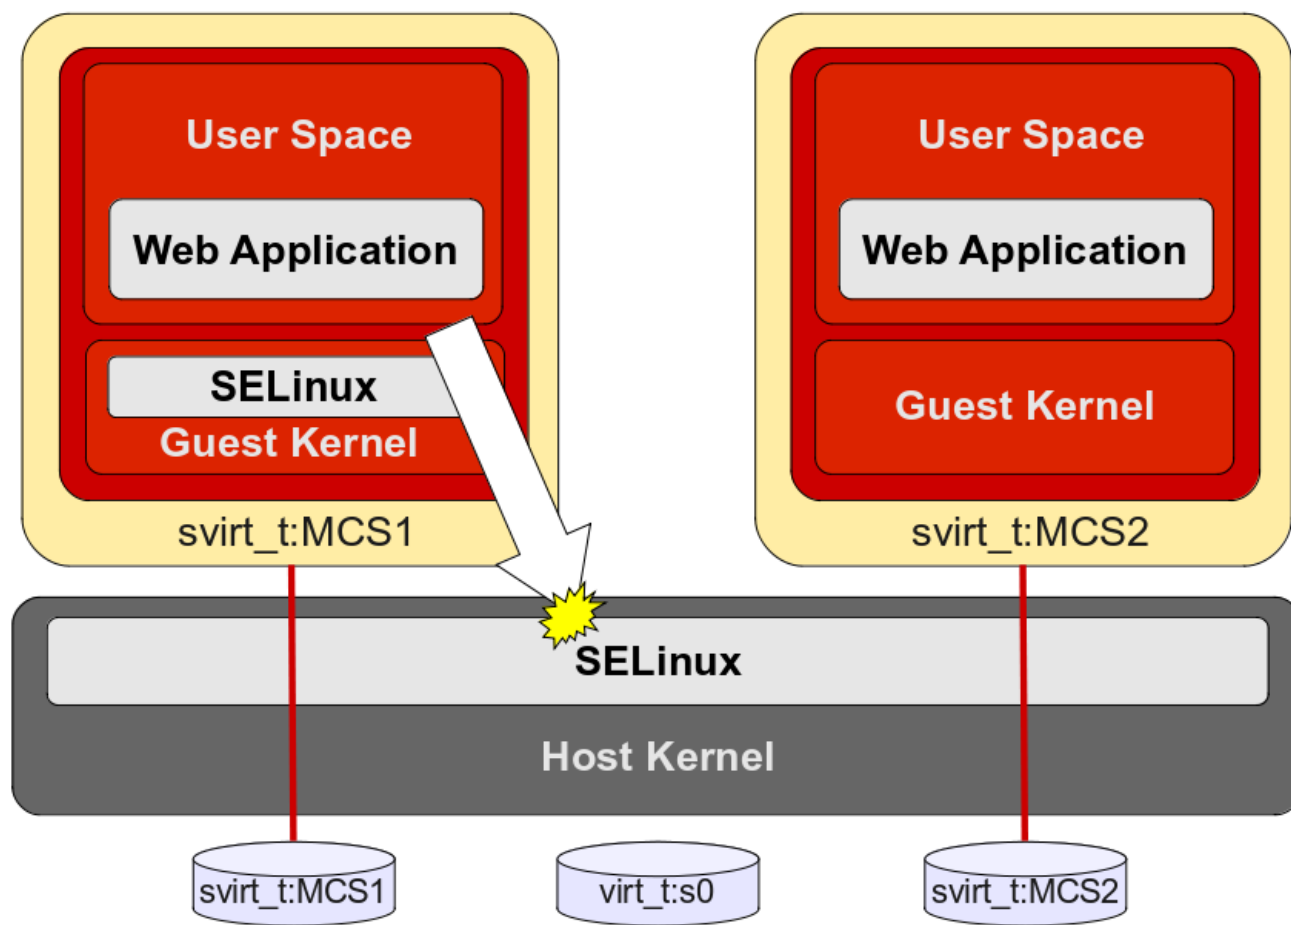 User Space
Web Application
SELinux
Guest Kernel
svirt_t:MCS1
User Space
Web Application
Guest Kernel
svirt_t:MCS2
SELinux
Host Kernel
svirt_t:MCS1
virt_t:s0
svirt_t:MCS2